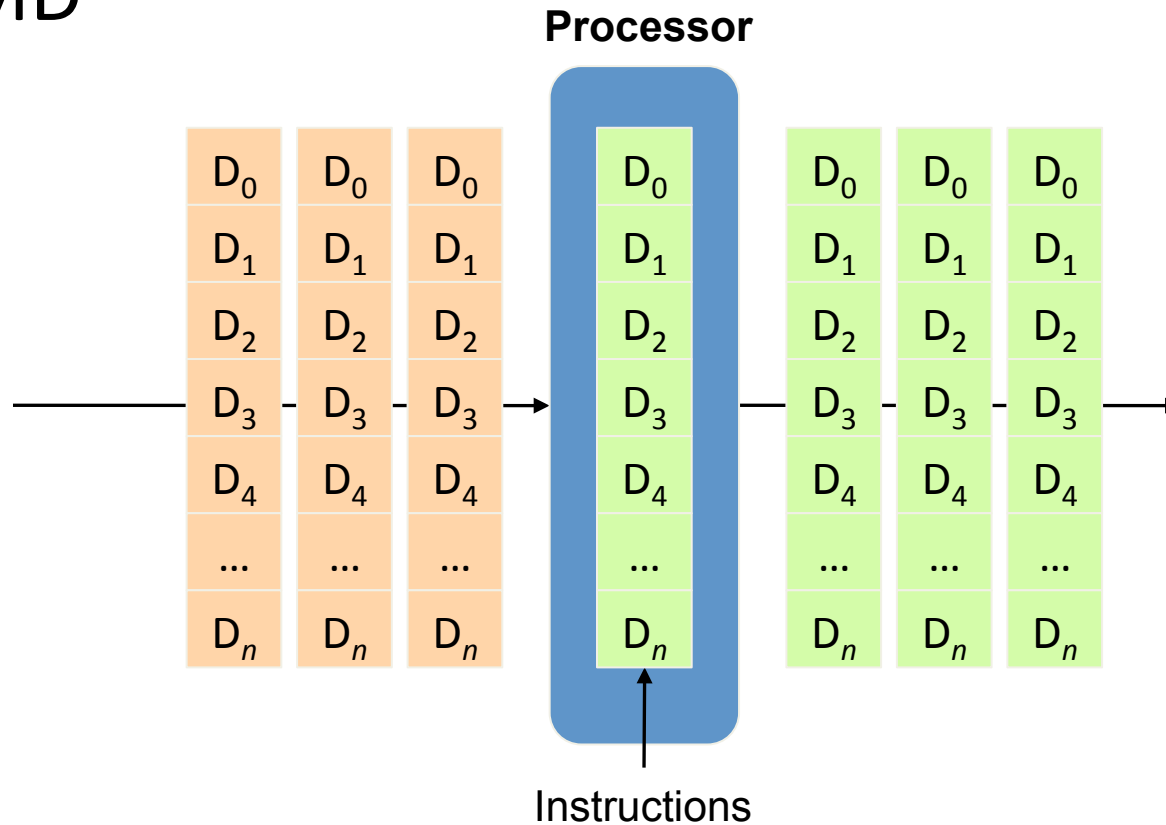 Processor
D₀ D₀ D₀ D₀ D₀ D₀ D₀
D₁ D₁ D₁ D₁ D₁ D₁ D₁
D₂ D₂ D₂ D₂ D₂ D₂ D₂
D₃ D₃ D₃ D₃ D₃ D₃ D₃
D₄ D₄ D₄ D₄ D₄ D₄ D₄
... ... ... ... ... ... ...
Dₙ Dₙ Dₙ Dₙ Dₙ Dₙ Dₙ
Instructions